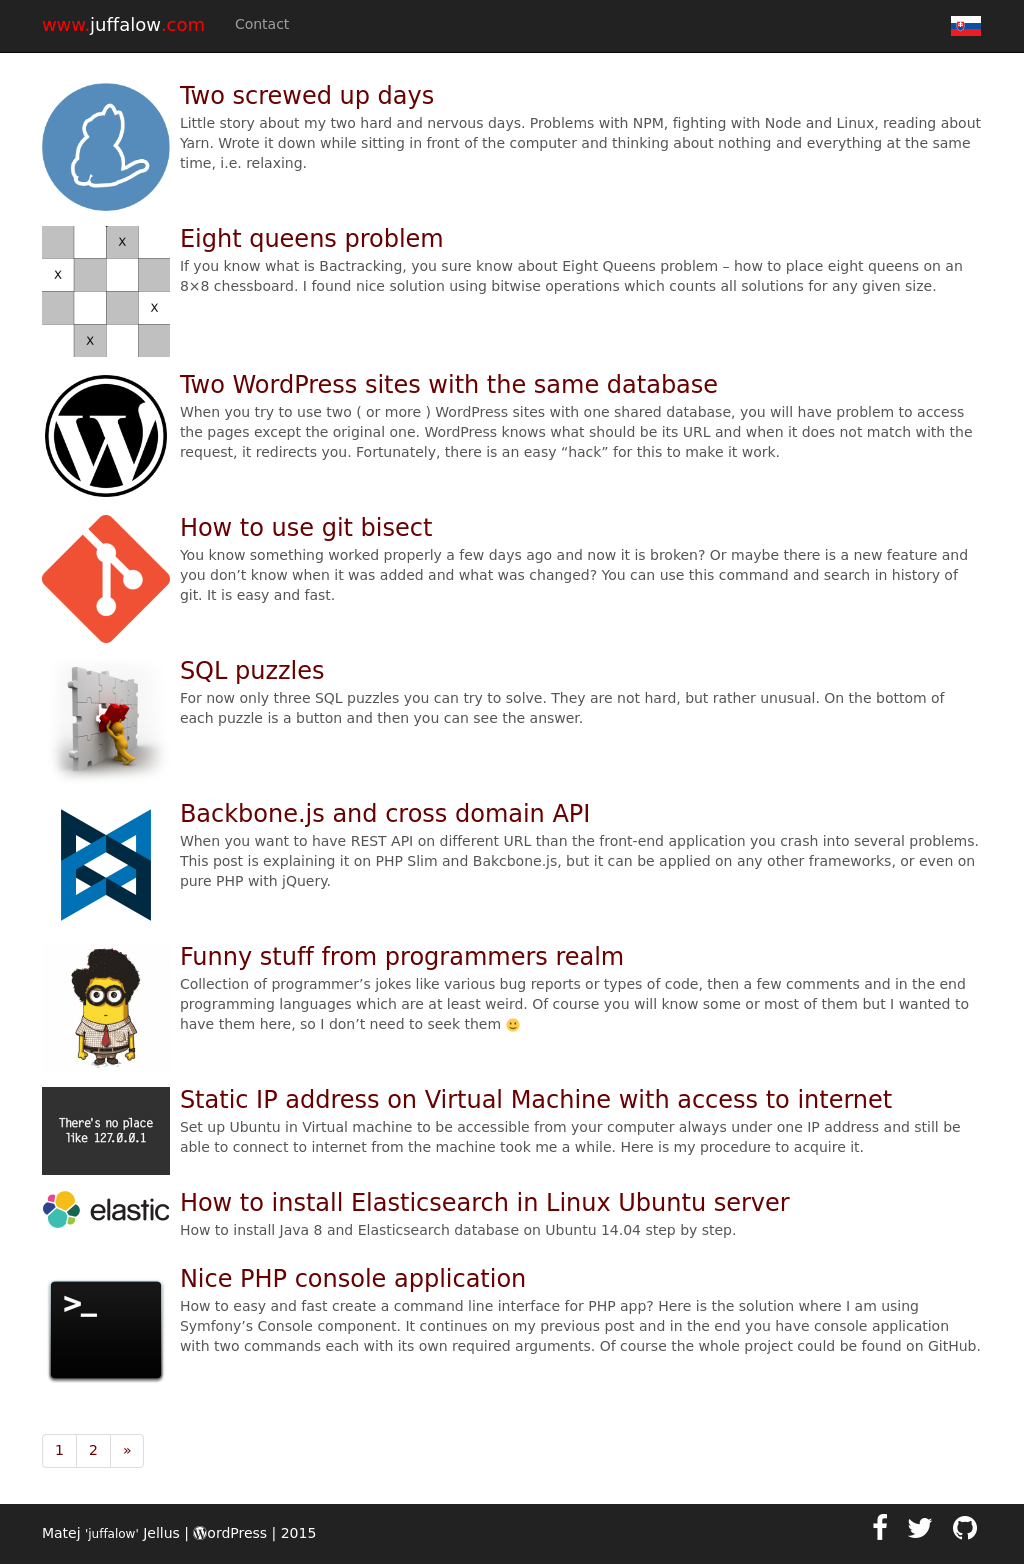 www.juffalow.com Contact
Two screwed up days
Little story about my two hard and nervous days. Problems with NPM, fighting with Node and Linux, reading about
Yarn. Wrote it down while sitting in front of the computer and thinking about nothing and everything at the same
time, i.e. relaxing.
X
X
X
X
Eight queens problem
If you know what is Bactracking, you sure know about Eight Queens problem – how to place eight queens on an
8×8 chessboard. I found nice solution using bitwise operations which counts all solutions for any given size.
Two WordPress sites with the same database
When you try to use two ( or more ) WordPress sites with one shared database, you will have problem to access
the pages except the original one. WordPress knows what should be its URL and when it does not match with the
request, it redirects you. Fortunately, there is an easy “hack” for this to make it work.
How to use git bisect
You know something worked properly a few days ago and now it is broken? Or maybe there is a new feature and
you don’t know when it was added and what was changed? You can use this command and search in history of
git. It is easy and fast.
SQL puzzles
For now only three SQL puzzles you can try to solve. They are not hard, but rather unusual. On the bottom of
each puzzle is a button and then you can see the answer.
Backbone.js and cross domain API
When you want to have REST API on different URL than the front-end application you crash into several problems.
This post is explaining it on PHP Slim and Bakcbone.js, but it can be applied on any other frameworks, or even on
pure PHP with jQuery.
Funny stuff from programmers realm
Collection of programmer’s jokes like various bug reports or types of code, then a few comments and in the end
programming languages which are at least weird. Of course you will know some or most of them but I wanted to
have them here, so I don’t need to seek them 🙂
There's no place
like 127.0.0.1
Static IP address on Virtual Machine with access to internet
Set up Ubuntu in Virtual machine to be accessible from your computer always under one IP address and still be
able to connect to internet from the machine took me a while. Here is my procedure to acquire it.
elastic
How to install Elasticsearch in Linux Ubuntu server
How to install Java 8 and Elasticsearch database on Ubuntu 14.04 step by step.
>_
Nice PHP console application
How to easy and fast create a command line interface for PHP app? Here is the solution where I am using
Symfony’s Console component. It continues on my previous post and in the end you have console application
with two commands each with its own required arguments. Of course the whole project could be found on GitHub.
1 2 »
Matej 'juffalow' Jellus | WordPress | 2015